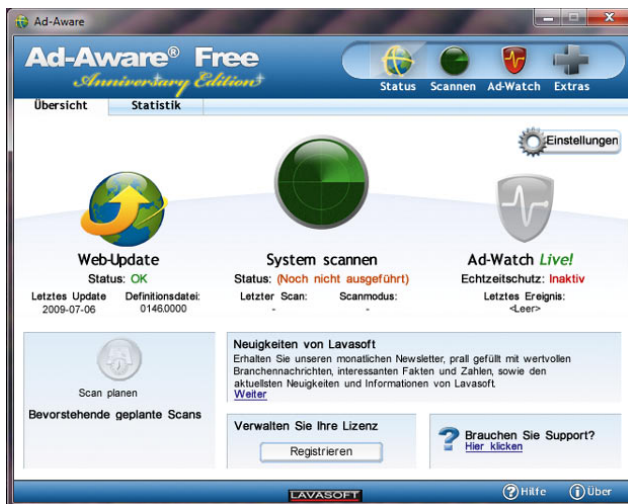 Ad-Aware
Ad-Aware® Free
Anniversary Edition
Status Scannen Ad-Watch Extras
Übersicht Statistik
Einstellungen
Web-Update
Status: OK
Letztes Update Definitionsdatei:
2009-07-06 0146.0000
System scannen
Status: (Noch nicht ausgeführt)
Letzter Scan: Scanmodus:
- -
Ad-Watch Live!
Echtzeitschutz: Inaktiv
Letztes Ereignis:
<Leer>
Scan planen
Bevorstehende geplante Scans
Neuigkeiten von Lavasoft
Erhalten Sie unseren monatlichen Newsletter, prall gefüllt mit wertvollen
Branchennachrichten, interessanten Fakten und Zahlen, sowie den
aktuellsten Neuigkeiten und Informationen von Lavasoft.
Weiter
Verwalten Sie Ihre Lizenz
Registrieren
Brauchen Sie Support?
Hier klicken
LAVASOFT
Hilfe Über